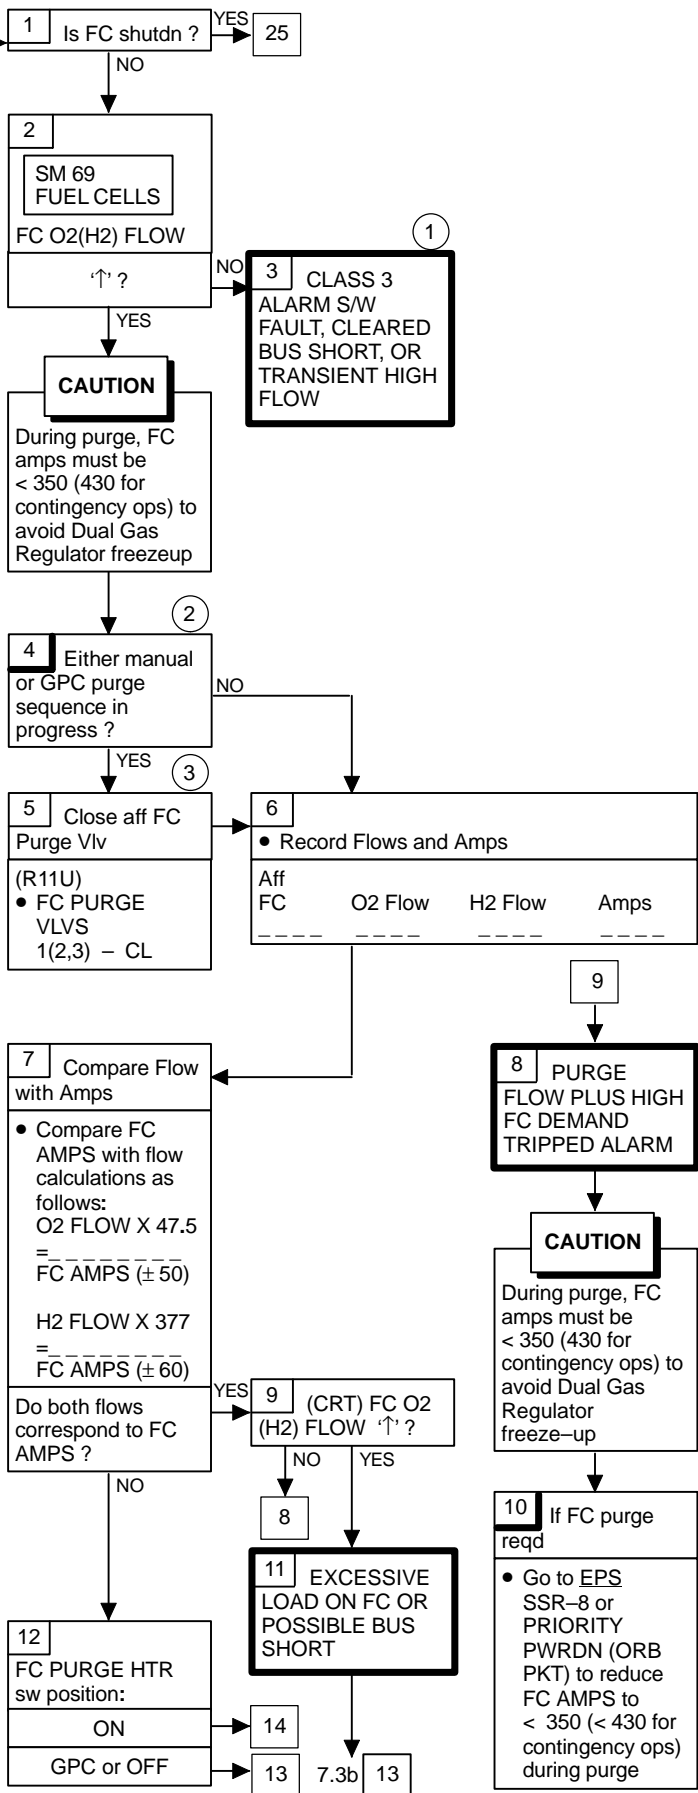 1 Is FC shutdn ?
YES
25
NO
2
SM 69
FUEL CELLS
FC O2(H2) FLOW
‘↑’ ?
NO
1
3 CLASS 3
ALARM S/W
FAULT, CLEARED
BUS SHORT, OR
TRANSIENT HIGH
FLOW
YES
CAUTION
During purge, FC
amps must be
< 350 (430 for
contingency ops) to
avoid Dual Gas
Regulator freezeup
2
4 Either manual
or GPC purge
sequence in
progress ?
NO
YES
3
5 Close aff FC
Purge Vlv
(R11U)
• FC PURGE
VLVS
1(2,3) – CL
6
• Record Flows and Amps
Aff
FC O2 Flow H2 Flow Amps
_ _ _ _ _ _ _ _ _ _ _ _ _ _ _ _
7 Compare Flow
with Amps
• Compare FC
AMPS with flow
calculations as
follows:
O2 FLOW X 47.5
=_ _ _ _ _ _ _ _
FC AMPS (± 50)
H2 FLOW X 377
=_ _ _ _ _ _ _ _
FC AMPS (± 60)
Do both flows
correspond to FC
AMPS ?
YES
NO
9 (CRT) FC O2
(H2) FLOW ‘↑’ ?
NO
YES
8
11 EXCESSIVE
LOAD ON FC OR
POSSIBLE BUS
SHORT
7.3b 13
12
FC PURGE HTR
sw position:
ON
14
GPC or OFF
13
9
8 PURGE
FLOW PLUS HIGH
FC DEMAND
TRIPPED ALARM
CAUTION
During purge, FC
amps must be
< 350 (430 for
contingency ops) to
avoid Dual Gas
Regulator
freeze–up
10 If FC purge
reqd
• Go to EPS
SSR–8 or
PRIORITY
PWRDN (ORB
PKT) to reduce
FC AMPS to
< 350 (< 430 for
contingency ops)
during purge